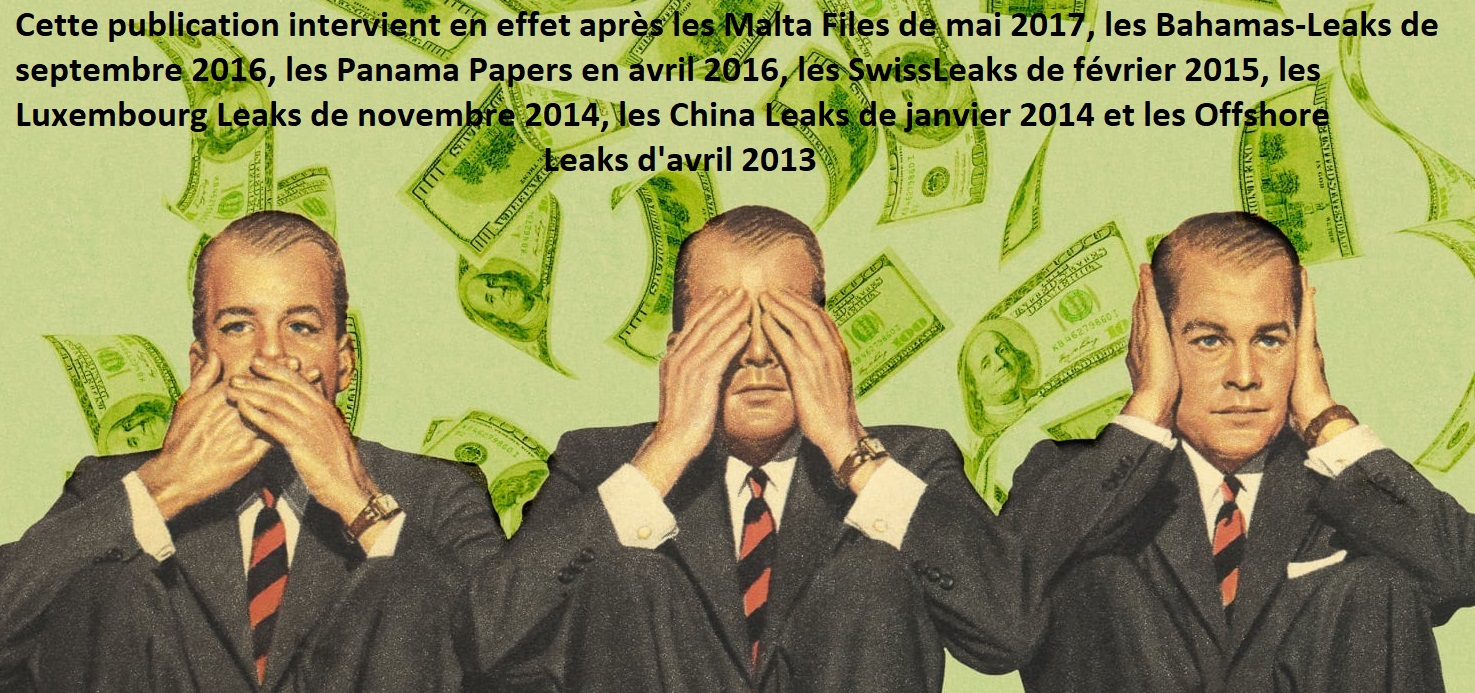 Cette publication intervient en effet après les Malta Files de mai 2017, les Bahamas-Leaks de
septembre 2016, les Panama Papers en avril 2016, les SwissLeaks de février 2015, les
Luxembourg Leaks de novembre 2014, les China Leaks de janvier 2014 et les Offshore
Leaks d'avril 2013